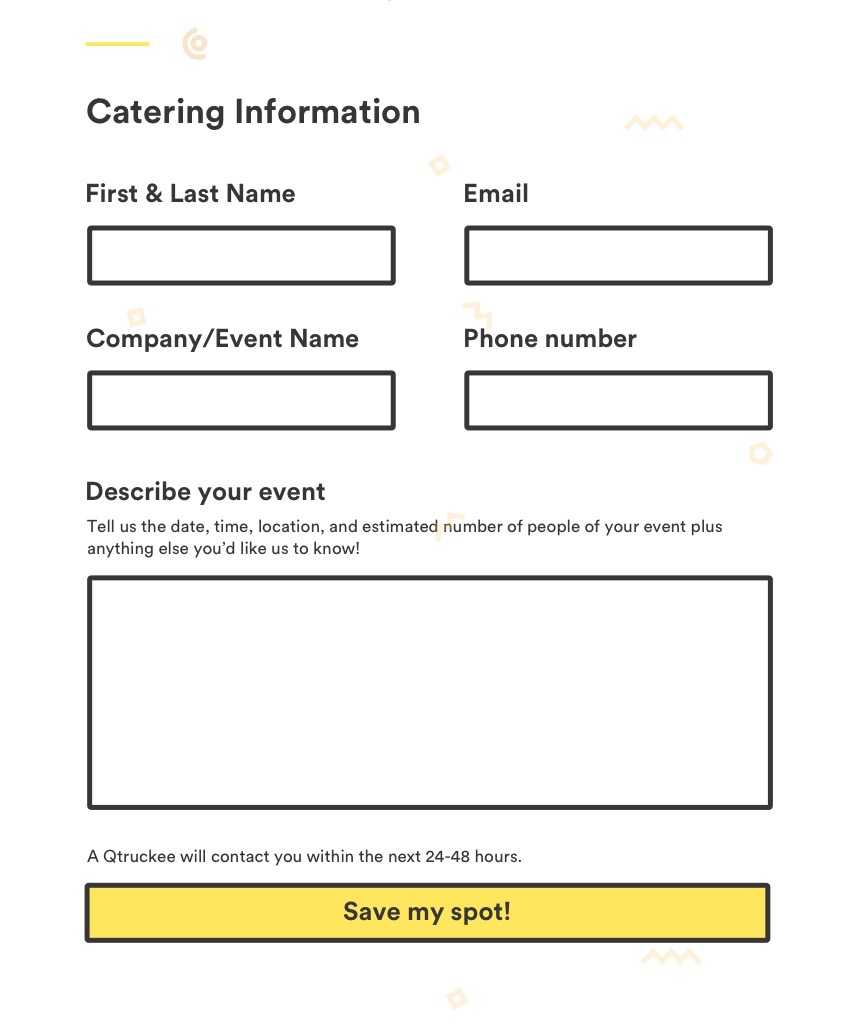 Catering Information
First & Last Name
Email
Company/Event Name
Phone number
Describe your event
Tell us the date, time, location, and estimated number of people of your event plus
anything else you’d like us to know!
A Qtruckee will contact you within the next 24-48 hours.
Save my spot!